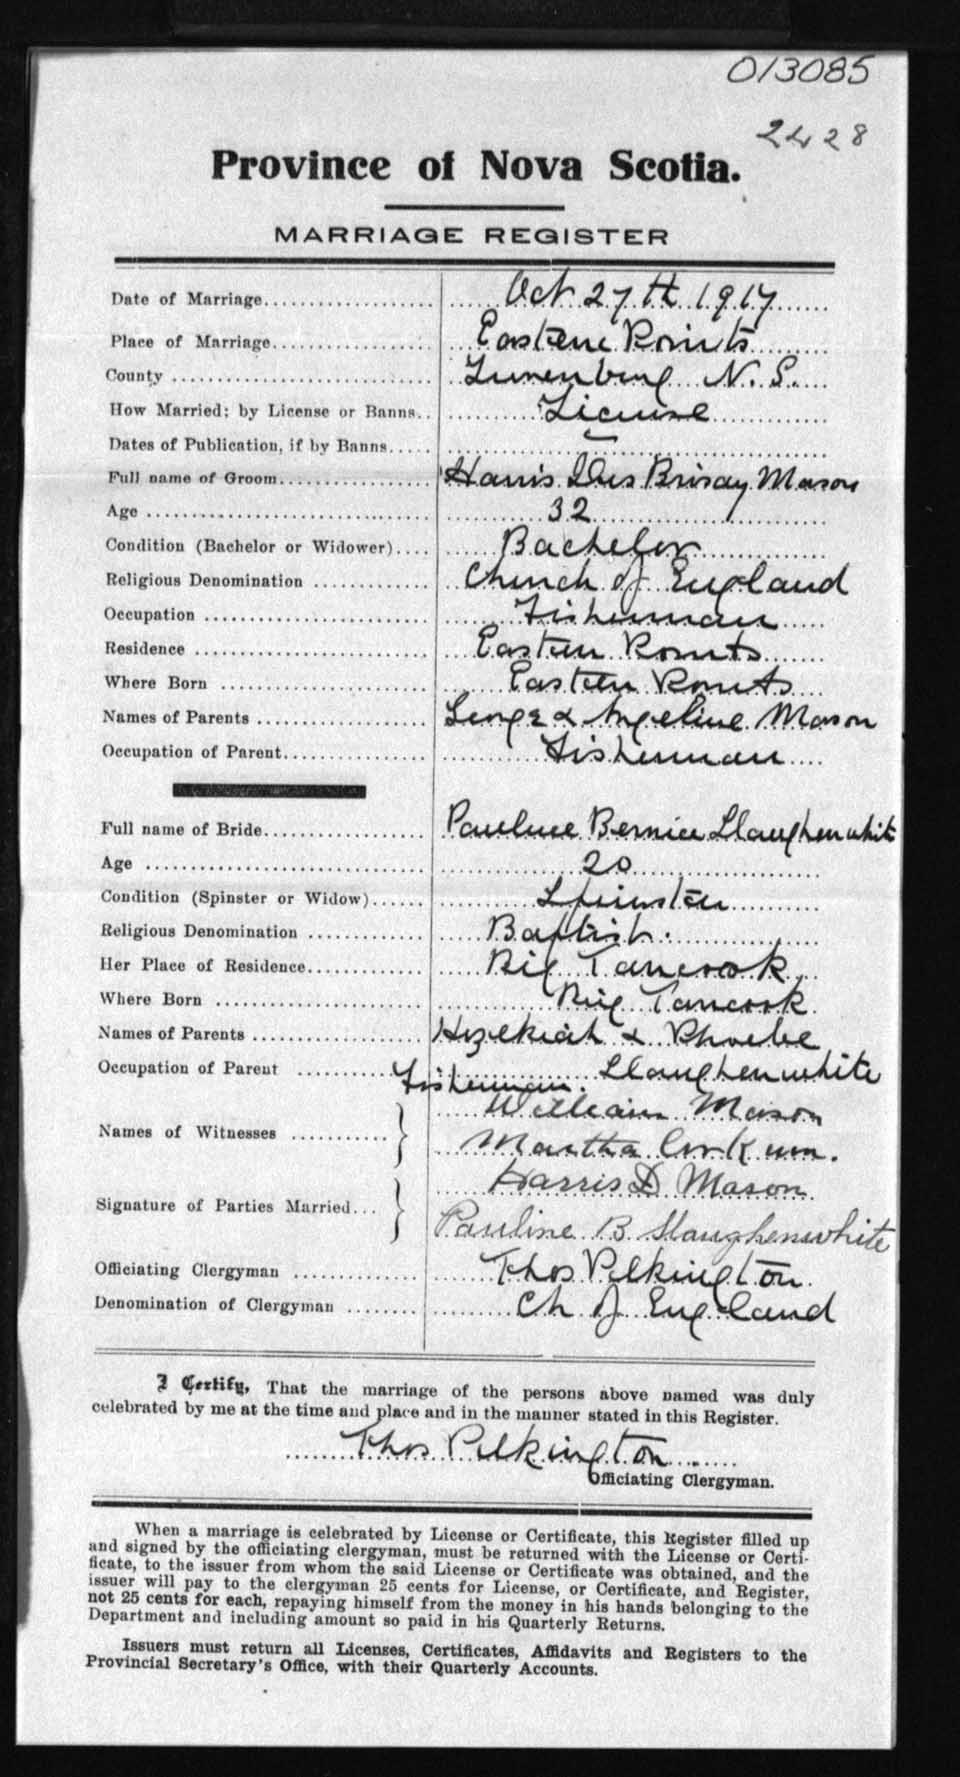 013085
2428
Province of Nova Scotia.
MARRIAGE REGISTER
Date of Marriage.................... Oct 27th 1917
Place of Marriage................... Eastern Points
County .............................. Lunenburg N.S.
How Married; by License or Banns.. License
Dates of Publication, if by Banns.....
Full name of Groom.................. Harris Des Brisay Mason
Age ................................. 32
Condition (Bachelor or Widower).... Bachelor
Religious Denomination ............. Church of England
Occupation .......................... Fisherman
Residence ........................... Eastern Points
Where Born ........................ Eastern Points
Names of Parents .................... George & Angeline Mason
Occupation of Parent................. Fisherman
Full name of Bride................... Pauline Bernice Slaughenwhite
Age ................................. 20
Condition (Spinster or Widow)...... Spinster
Religious Denomination ............. Baptist.
Her Place of Residence.............. Big Tancook
Where Born ......................... Big Tancook
Names of Parents .................... Hezekiah & Phoebe
Occupation of Parent .......... Fisherman. Slaughenwhite
William Mason
Names of Witnesses ...........
Martha Corkum.
Harris D Mason
Signature of Parties Married...
Pauline B. Slaughenwhite
Officiating Clergyman .............. Thos Pilkington
Denomination of Clergyman ........ Ch of England
I Certify, That the marriage of the persons above named was duly
celebrated by me at the time and place and in the manner stated in this Register.
Thos Pilkington
Officiating Clergyman.
When a marriage is celebrated by License or Certificate, this Register filled up
and signed by the officiating clergyman, must be returned with the License or Certi-
ficate, to the issuer from whom the said License or Certificate was obtained, and the
issuer will pay to the clergyman 25 cents for License, or Certificate, and Register,
not 25 cents for each, repaying himself from the money in his hands belonging to the
Department and including amount so paid in his Quarterly Returns.
Issuers must return all Licenses, Certificates, Affidavits and Registers to the
Provincial Secretary's Office, with their Quarterly Accounts.